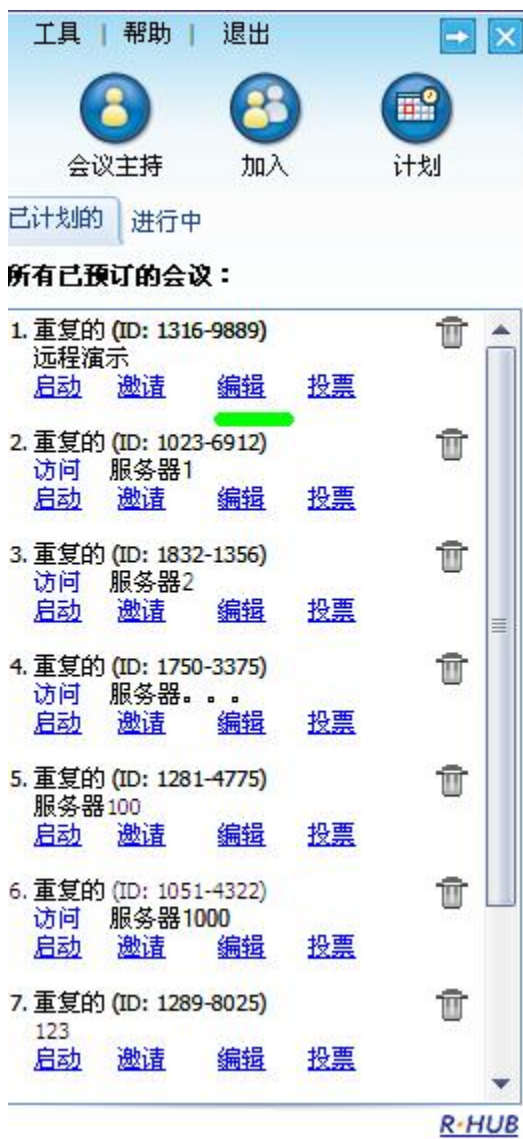 工具 | 帮助 | 退出
会议主持 加入 计划
已计划的 进行中
所有已预订的会议：
1. 重复的 (ID: 1316-9889)
远程演示
启动 邀请 编辑 投票
2. 重复的 (ID: 1023-6912)
访问 服务器1
启动 邀请 编辑 投票
3. 重复的 (ID: 1832-1356)
访问 服务器2
启动 邀请 编辑 投票
4. 重复的 (ID: 1750-3375)
访问 服务器。。。
启动 邀请 编辑 投票
5. 重复的 (ID: 1281-4775)
服务器100
启动 邀请 编辑 投票
6. 重复的 (ID: 1051-4322)
访问 服务器1000
启动 邀请 编辑 投票
7. 重复的 (ID: 1289-8025)
123
启动 邀请 编辑 投票
R·HUB